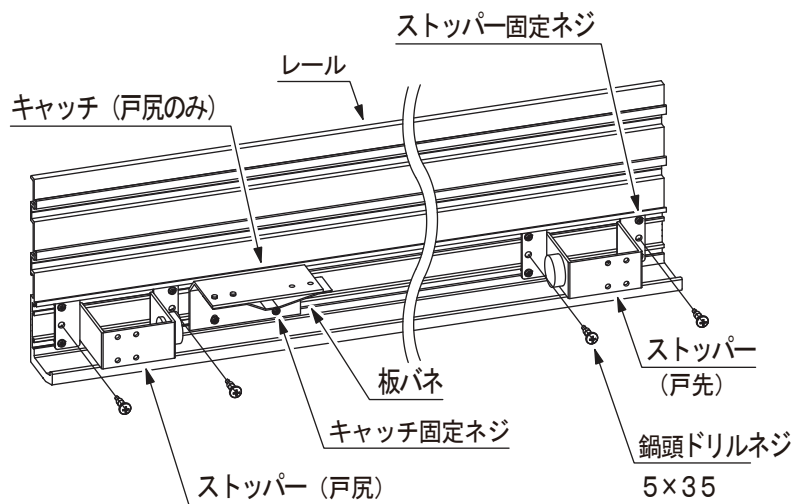 ストッパー固定ネジ
レール
キャッチ（戸尻のみ）
板バネ
キャッチ固定ネジ
ストッパー（戸尻）
ストッパー
（戸先）
鍋頭ドリルネジ
5×35